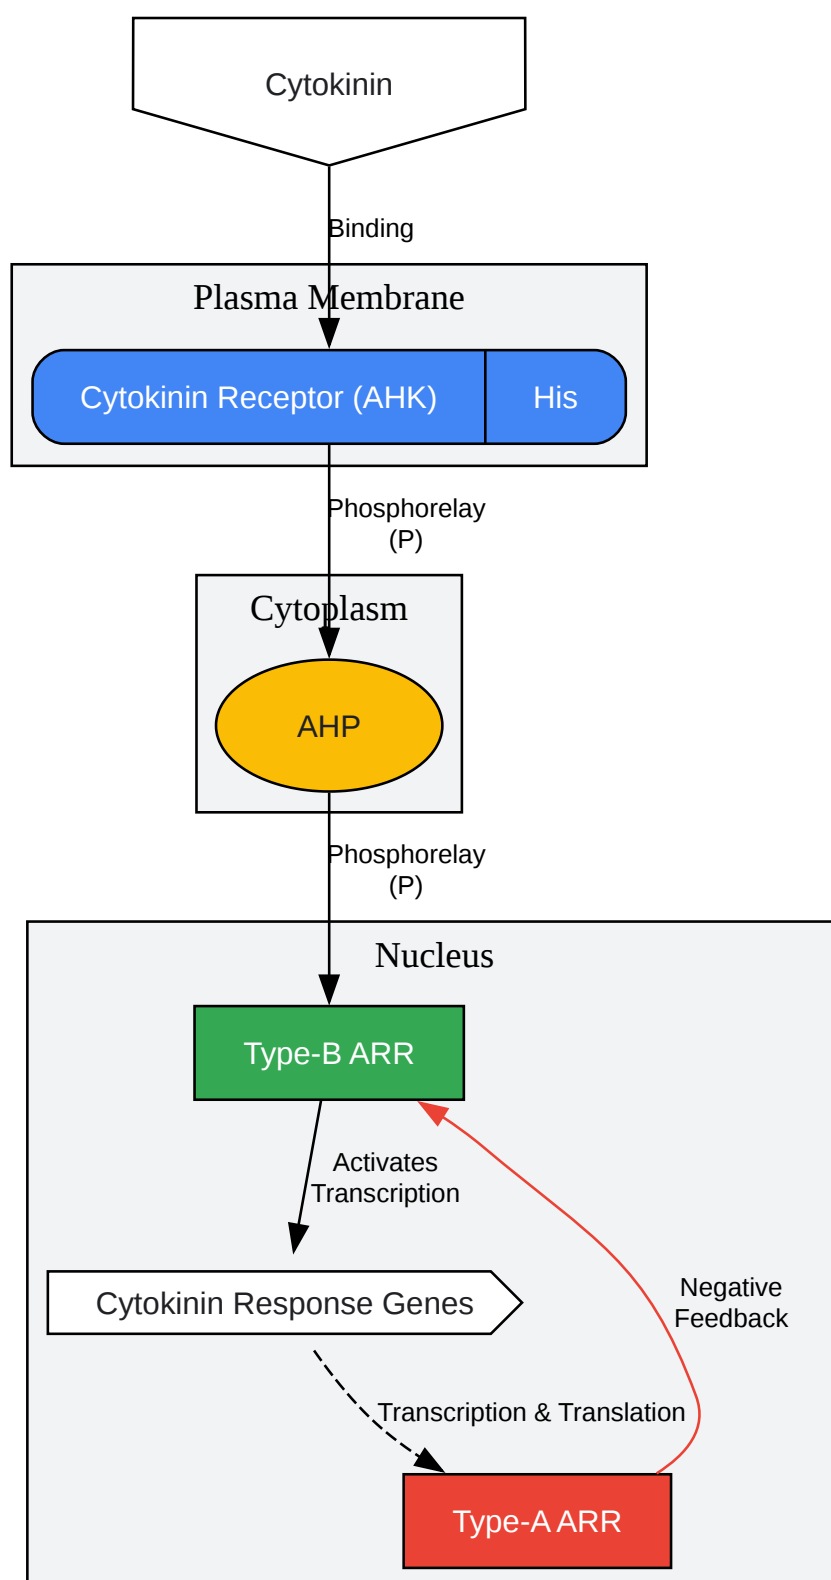 Cytokinin
Binding
Plasma Membrane
Cytokinin Receptor (AHK)
His
Phosphorelay
(P)
Cytoplasm
AHP
Phosphorelay
(P)
Nucleus
Type-B ARR
Activates
Transcription
Negative
Feedback
Cytokinin Response Genes
Transcription & Translation
Type-A ARR